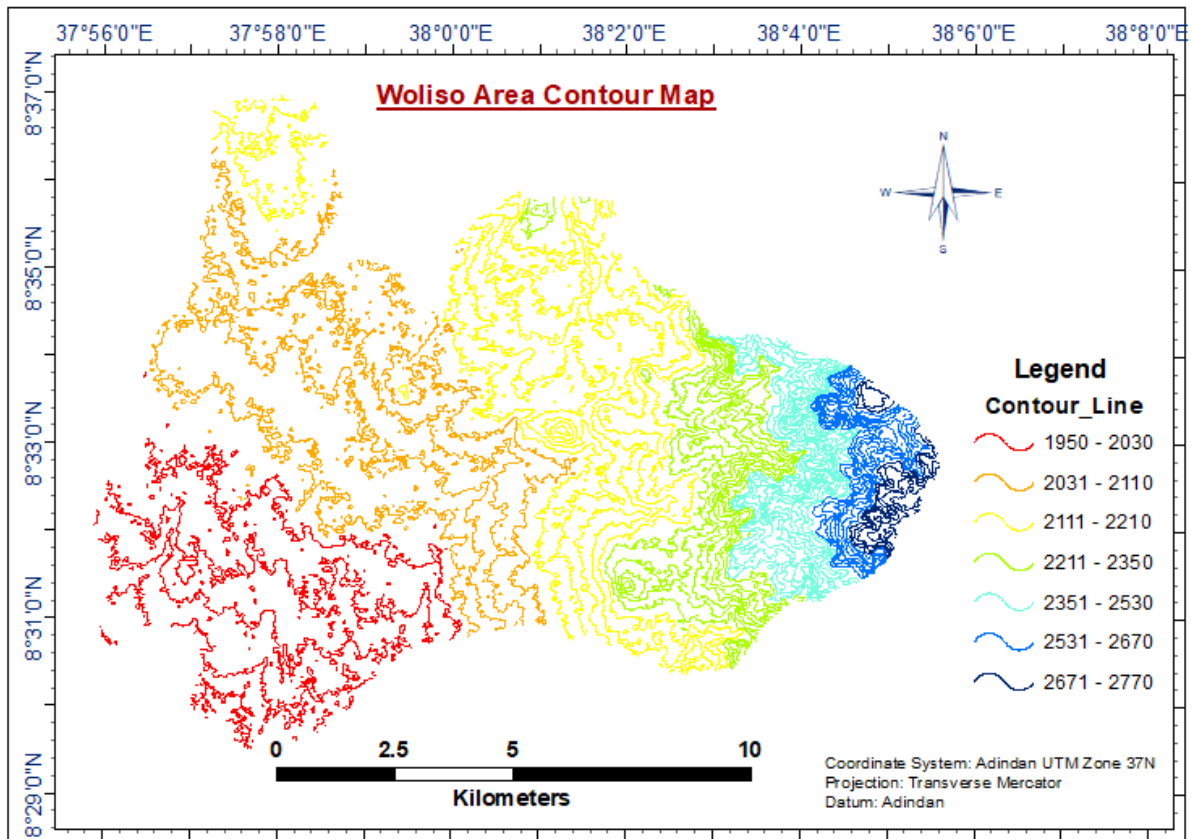 37°56'0"E 37°58'0"E 38°0'0"E 38°2'0"E 38°4'0"E 38°6'0"E 38°8'0"E
8°37'0"N
8°35'0"N
8°33'0"N
8°31'0"N
8°29'0"N
Woliso Area Contour Map
N
W E
S
Legend
Contour_Line
1950 - 2030
2031 - 2110
2111 - 2210
2211 - 2350
2351 - 2530
2531 - 2670
2671 - 2770
0 2.5 5 10
Kilometers
Coordinate System: Adindan UTM Zone 37N
Projection: Transverse Mercator
Datum: Adindan